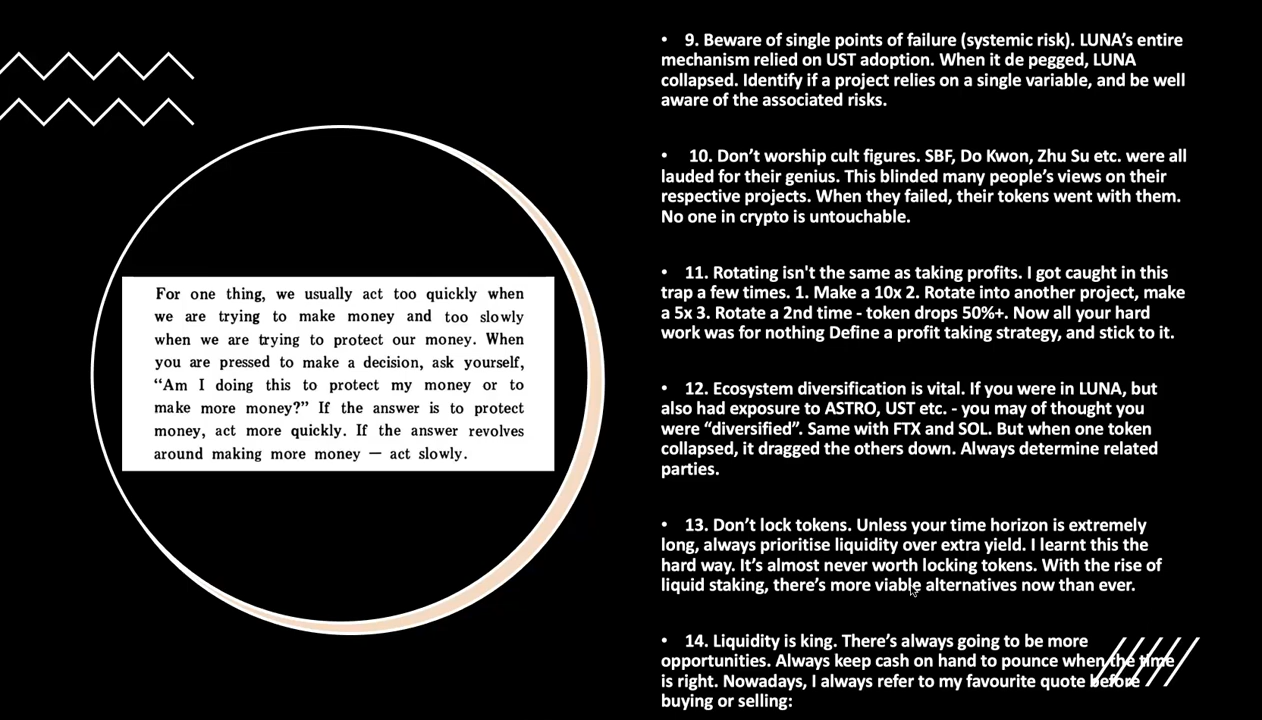 For one thing, we usually act too quickly when
we are trying to make money and too slowly
when we are trying to protect our money. When
you are pressed to make a decision, ask yourself,
“Am I doing this to protect my money or to
make more money?” If the answer is to protect
money, act more quickly. If the answer revolves
around making more money — act slowly.
• 9. Beware of single points of failure (systemic risk). LUNA’s entire
mechanism relied on UST adoption. When it de pegged, LUNA
collapsed. Identify if a project relies on a single variable, and be well
aware of the associated risks.
• 10. Don’t worship cult figures. SBF, Do Kwon, Zhu Su etc. were all
lauded for their genius. This blinded many people’s views on their
respective projects. When they failed, their tokens went with them.
No one in crypto is untouchable.
• 11. Rotating isn't the same as taking profits. I got caught in this
trap a few times. 1. Make a 10x 2. Rotate into another project, make
a 5x 3. Rotate a 2nd time - token drops 50%+. Now all your hard
work was for nothing Define a profit taking strategy, and stick to it.
• 12. Ecosystem diversification is vital. If you were in LUNA, but
also had exposure to ASTRO, UST etc. - you may of thought you
were “diversified”. Same with FTX and SOL. But when one token
collapsed, it dragged the others down. Always determine related
parties.
• 13. Don’t lock tokens. Unless your time horizon is extremely
long, always prioritise liquidity over extra yield. I learnt this the
hard way. It’s almost never worth locking tokens. With the rise of
liquid staking, there’s more viable alternatives now than ever.
• 14. Liquidity is king. There’s always going to be more
opportunities. Always keep cash on hand to pounce when the time
is right. Nowadays, I always refer to my favourite quote before
buying or selling: